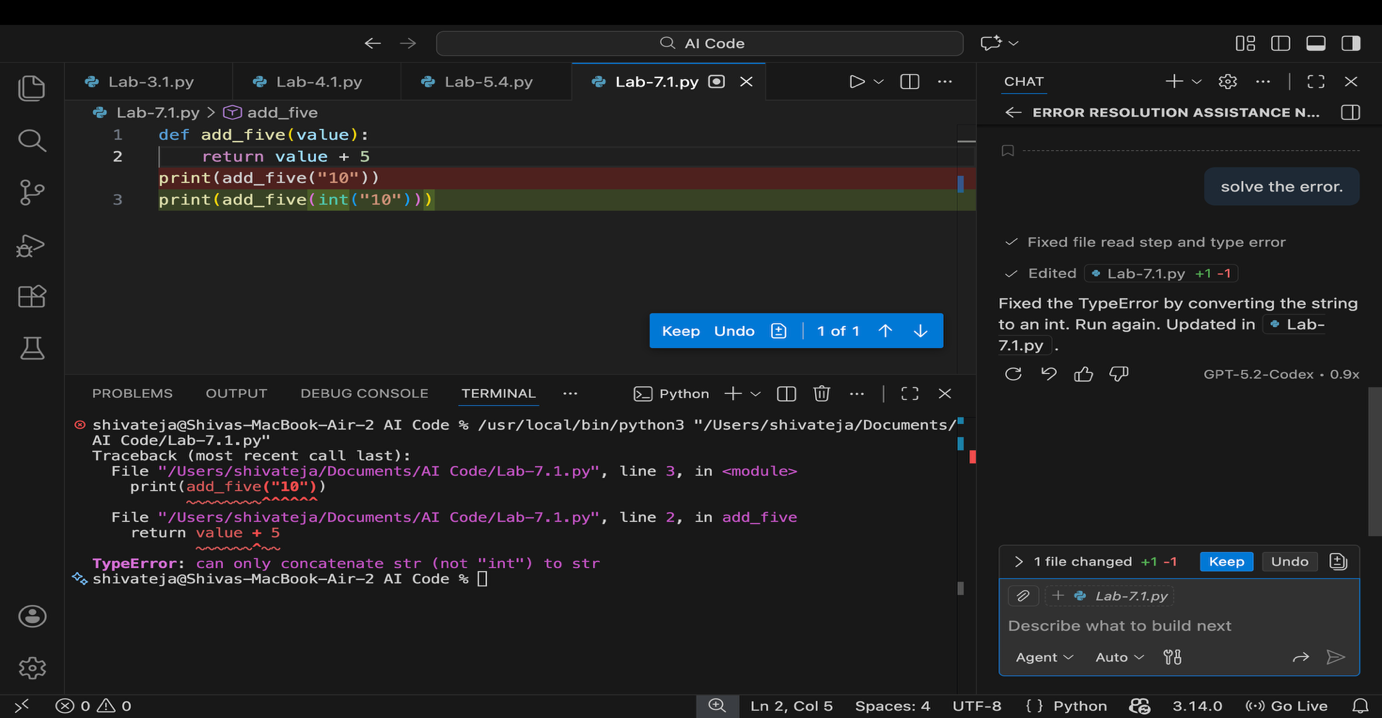 AI Code
Lab-3.1.py
Lab-4.1.py
Lab-5.4.py
Lab-7.1.py
Lab-7.1.py > add_five
1 def add_five(value):
2     return value + 5
print(add_five("10"))
3 print(add_five(int("10")))
Keep Undo 1 of 1
PROBLEMS OUTPUT DEBUG CONSOLE TERMINAL ... Python
shivateja@Shivas-MacBook-Air-2 AI Code % /usr/local/bin/python3 "/Users/shivateja/Documents/
AI Code/Lab-7.1.py"
Traceback (most recent call last):
  File "/Users/shivateja/Documents/AI Code/Lab-7.1.py", line 3, in <module>
    print(add_five("10"))
  File "/Users/shivateja/Documents/AI Code/Lab-7.1.py", line 2, in add_five
    return value + 5
TypeError: can only concatenate str (not "int") to str
shivateja@Shivas-MacBook-Air-2 AI Code %
CHAT
ERROR RESOLUTION ASSISTANCE N...
solve the error.
Fixed file read step and type error
Edited Lab-7.1.py +1 -1
Fixed the TypeError by converting the string
to an int. Run again. Updated in Lab-
7.1.py .
GPT-5.2-Codex • 0.9x
1 file changed +1 -1 Keep Undo
Lab-7.1.py
Describe what to build next
Agent Auto
0 0 Ln 2, Col 5 Spaces: 4 UTF-8 { } Python 3.14.0 Go Live